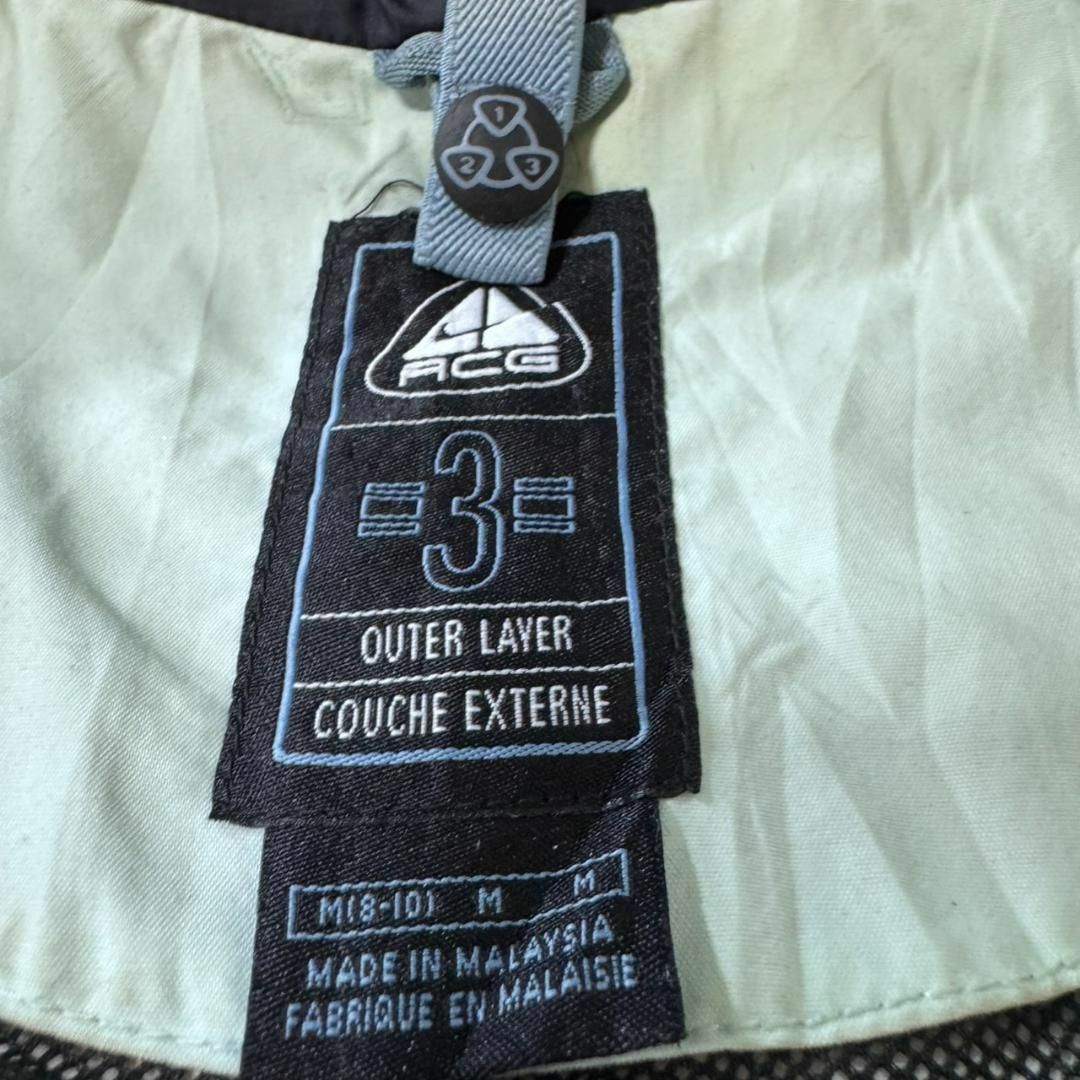 1
2 3
ACG
3
OUTER LAYER
COUCHE EXTERNE
M(8-10) M M
MADE IN MALAYSIA
FABRIQUE EN MALAISIE